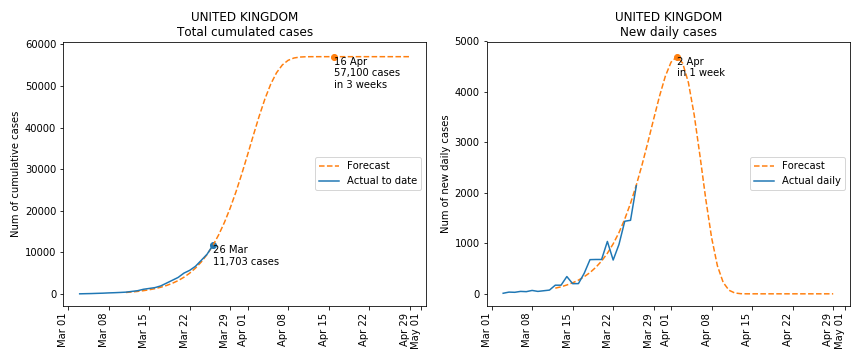 UNITED KINGDOM
Total cumulated cases
Num of cumulative cases
60000
50000
40000
30000
20000
10000
0
16 Apr
57,100 cases
in 3 weeks
Forecast
Actual to date
26 Mar
11,703 cases
Mar 01
Mar 08
Mar 15
Mar 22
Mar 29
Apr 01
Apr 08
Apr 15
Apr 22
Apr 29
May 01
UNITED KINGDOM
New daily cases
Num of new daily cases
5000
4000
3000
2000
1000
0
2 Apr
in 1 week
Forecast
Actual daily
Mar 01
Mar 08
Mar 15
Mar 22
Mar 29
Apr 01
Apr 08
Apr 15
Apr 22
Apr 29
May 01